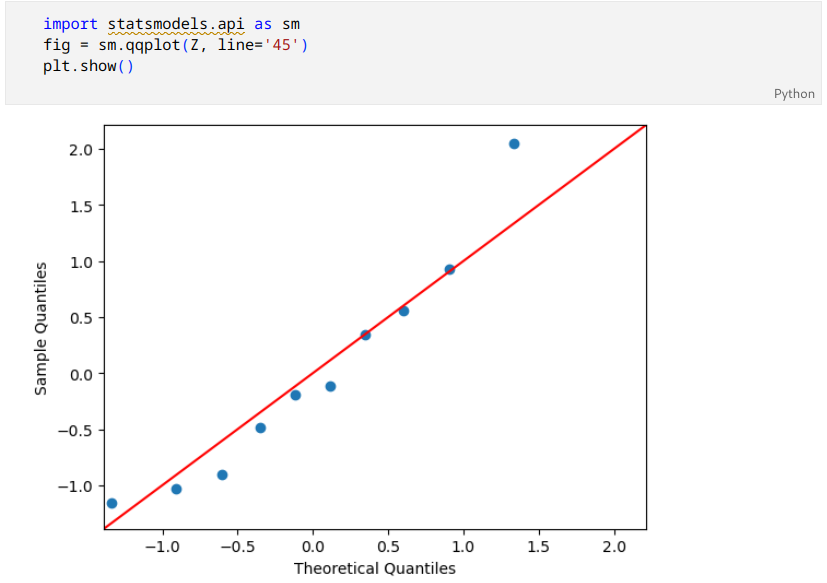 import statsmodels.api as sm
fig = sm.qqplot(Z, line='45')
plt.show()
Python
2.0
1.5
1.0
0.5
0.0
−0.5
−1.0
Sample Quantiles
−1.0 −0.5 0.0 0.5 1.0 1.5 2.0
Theoretical Quantiles